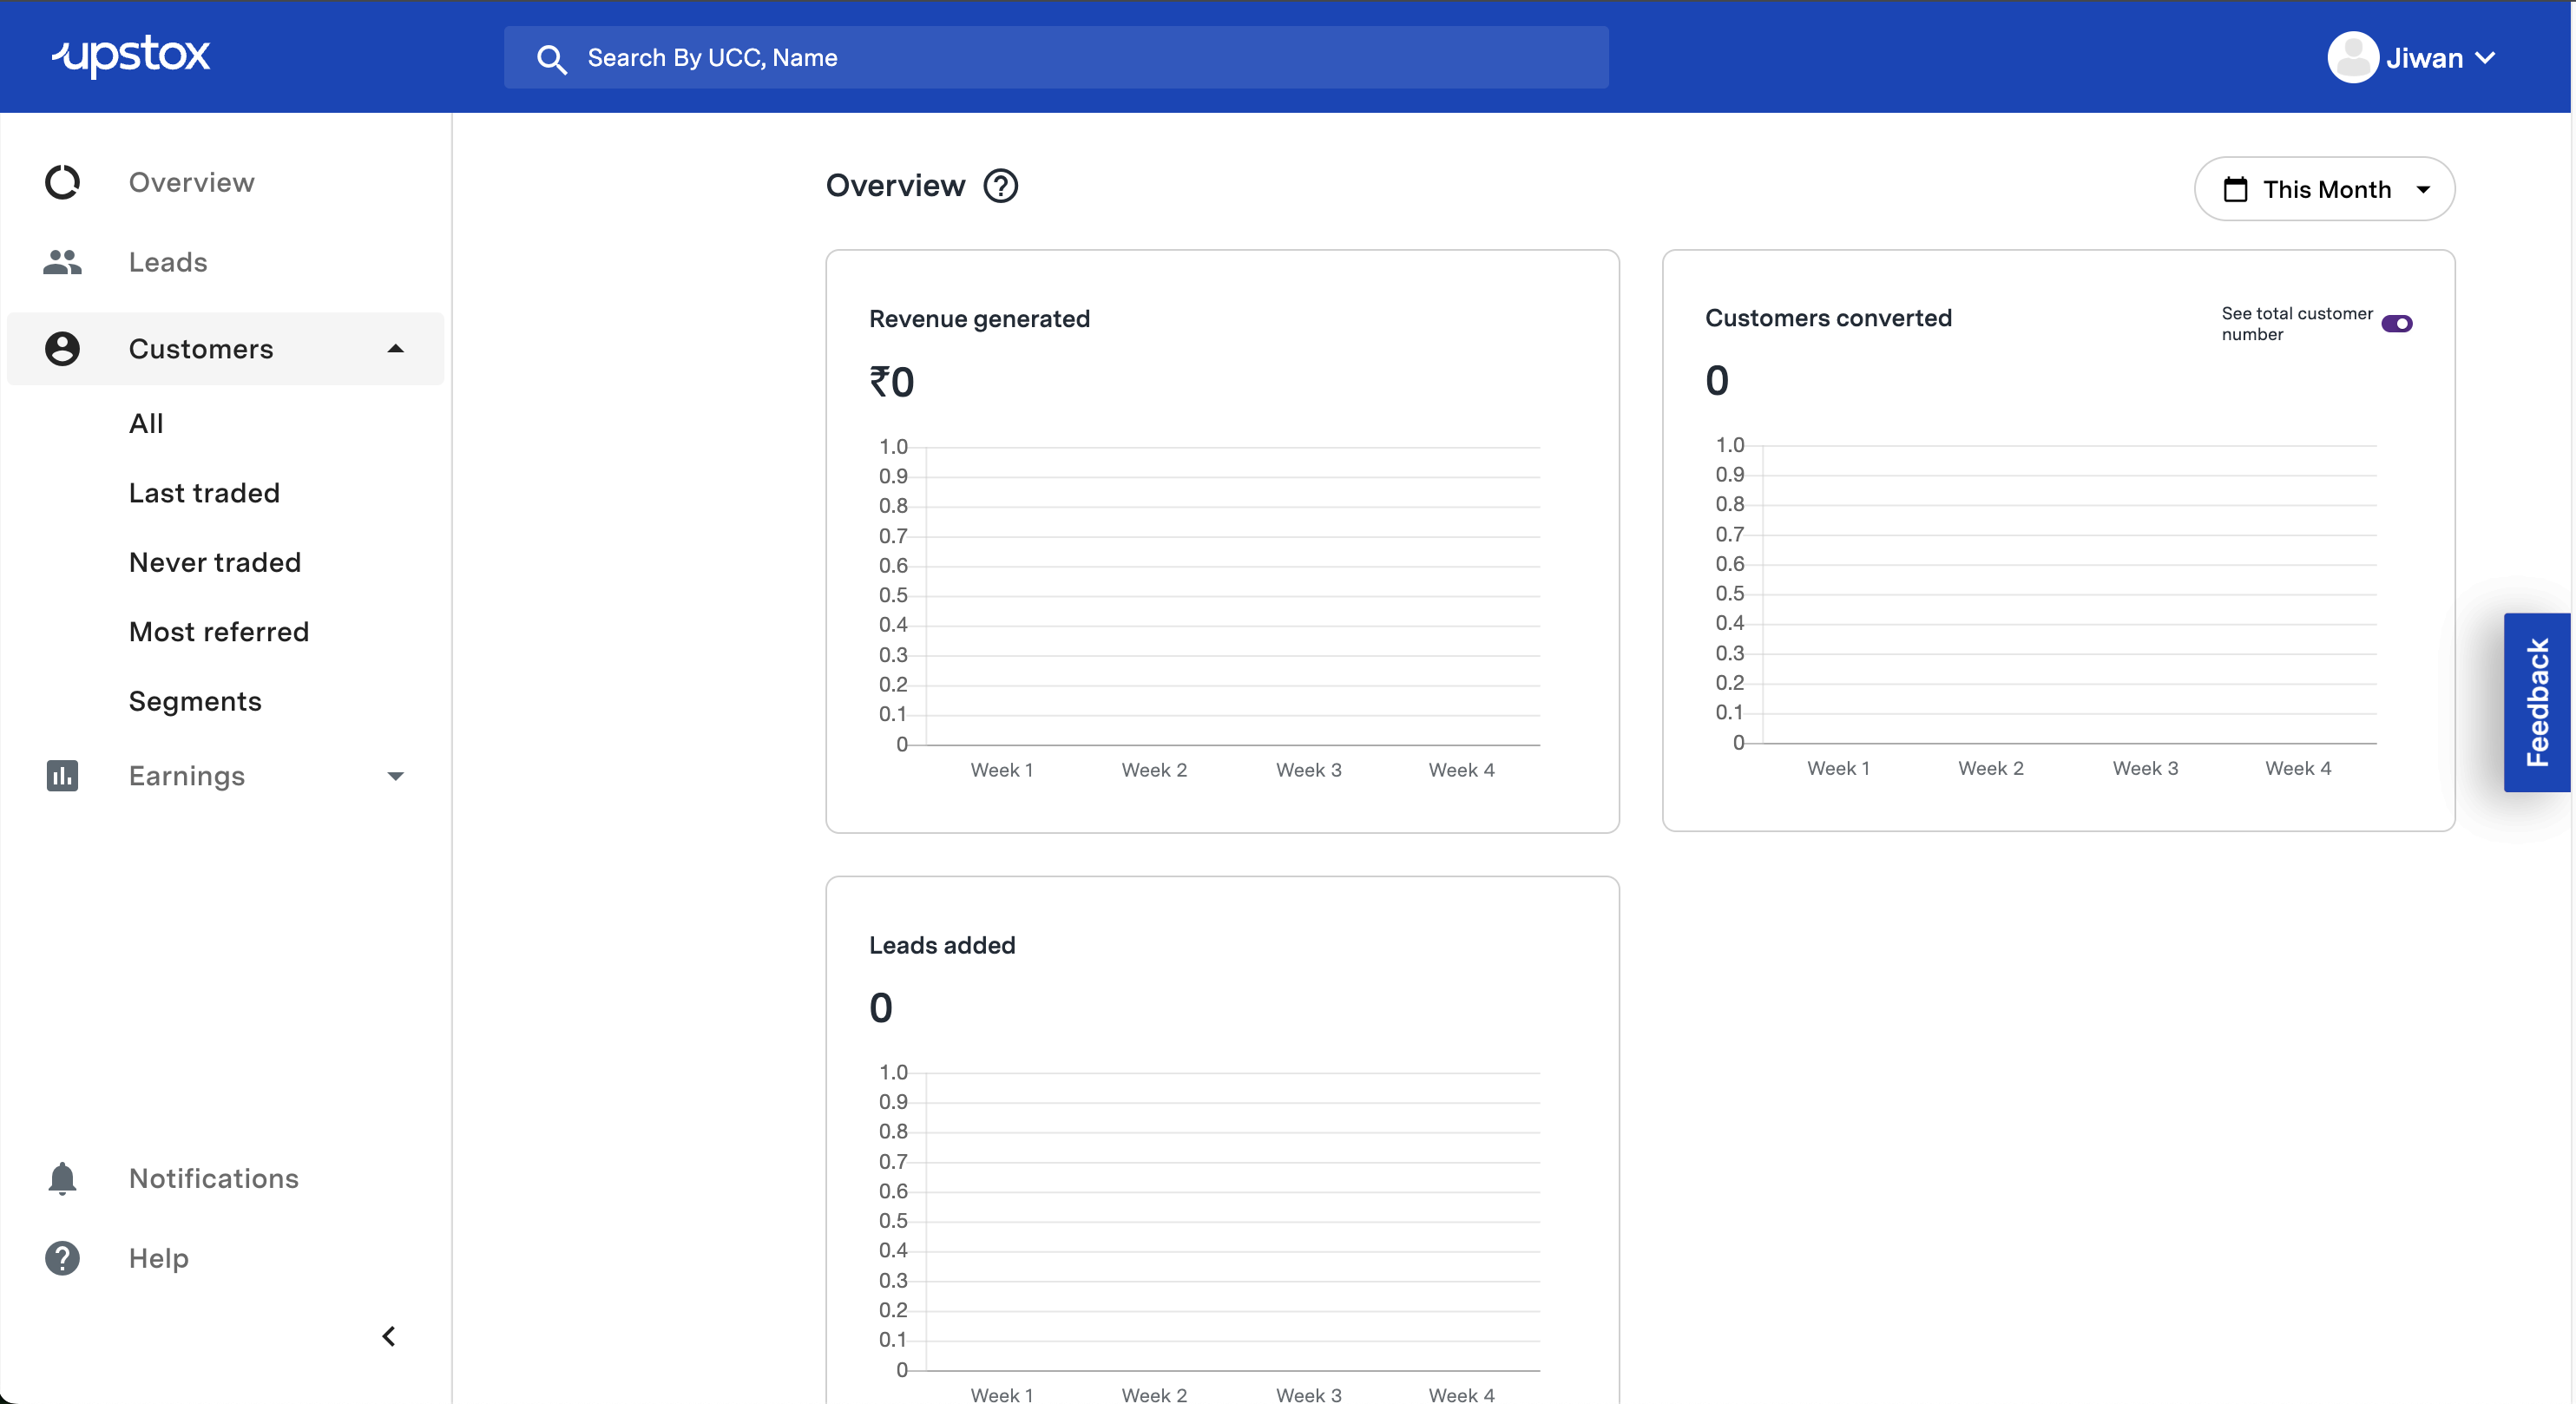 upstox
Search By UCC, Name
Jiwan
Overview
Leads
Customers
All
Last traded
Never traded
Most referred
Segments
Earnings
Notifications
Help
Overview
This Month
Revenue generated
₹0
1.0
0.9
0.8
0.7
0.6
0.5
0.4
0.3
0.2
0.1
0
Week 1 Week 2 Week 3 Week 4
Customers converted
See total customer
number
0
1.0
0.9
0.8
0.7
0.6
0.5
0.4
0.3
0.2
0.1
0
Week 1 Week 2 Week 3 Week 4
Leads added
0
1.0
0.9
0.8
0.7
0.6
0.5
0.4
0.3
0.2
0.1
0
Week 1 Week 2 Week 3 Week 4
Feedback